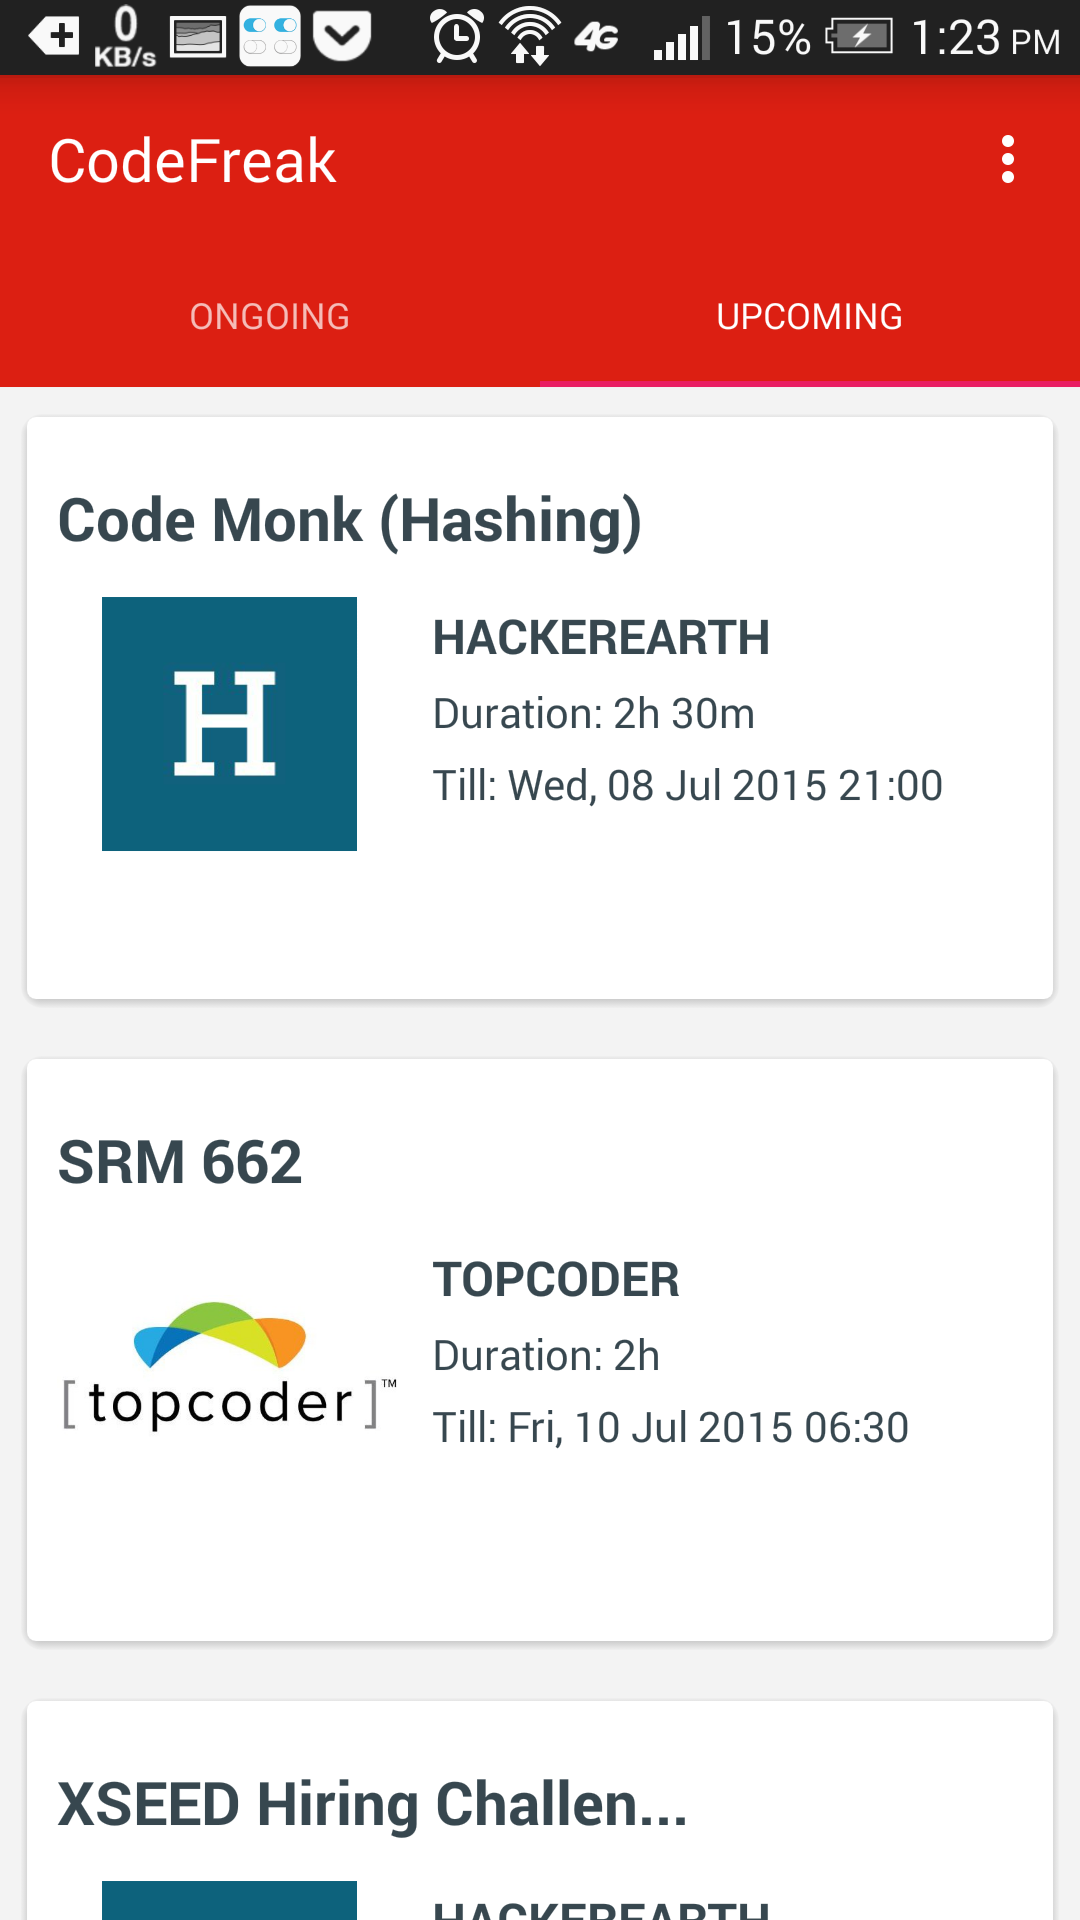 0
KB/s
4G
15%
1:23 PM
CodeFreak
ONGOING
UPCOMING
Code Monk (Hashing)
H
HACKEREARTH
Duration: 2h 30m
Till: Wed, 08 Jul 2015 21:00
SRM 662
[topcoder]™
TOPCODER
Duration: 2h
Till: Fri, 10 Jul 2015 06:30
XSEED Hiring Challen...
HACKEREARTH